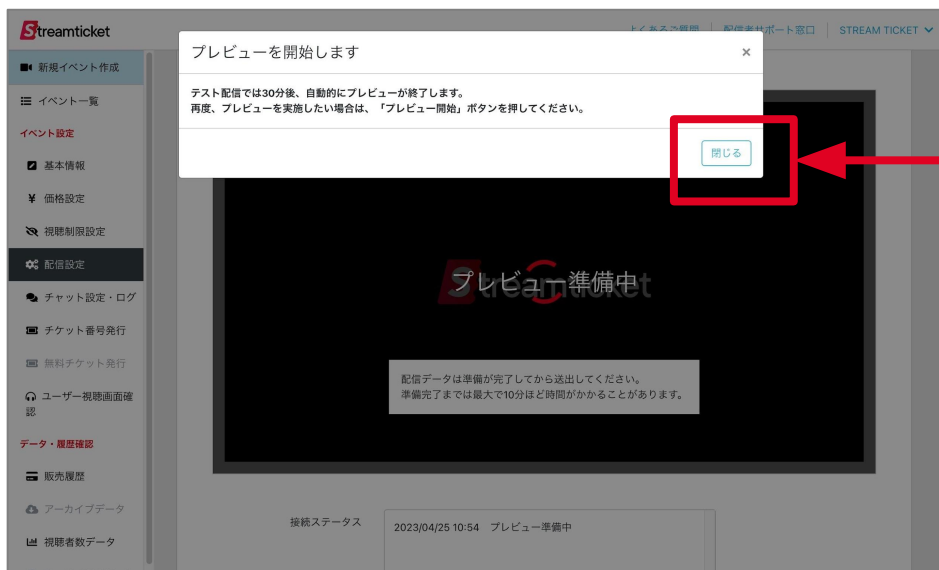 Streamticket
よくあるご質問
配信者サポート窓口
STREAM TICKET
プレビューを開始します
×
テスト配信では30分後、自動的にプレビューが終了します。
再度、プレビューを実施したい場合は、「プレビュー開始」ボタンを押してください。
閉じる
新規イベント作成
イベント一覧
イベント設定
基本情報
価格設定
視聴制限設定
配信設定
チャット設定・ログ
チケット番号発行
無料チケット発行
ユーザー視聴画面確
認
データ・履歴確認
販売履歴
アーカイブデータ
視聴者数データ
Streamticket
プレビュー準備中
配信データは準備が完了してから送出してください。
準備完了までは最大で10分ほど時間がかかることがあります。
接続ステータス
2023/04/25 10:54 プレビュー準備中